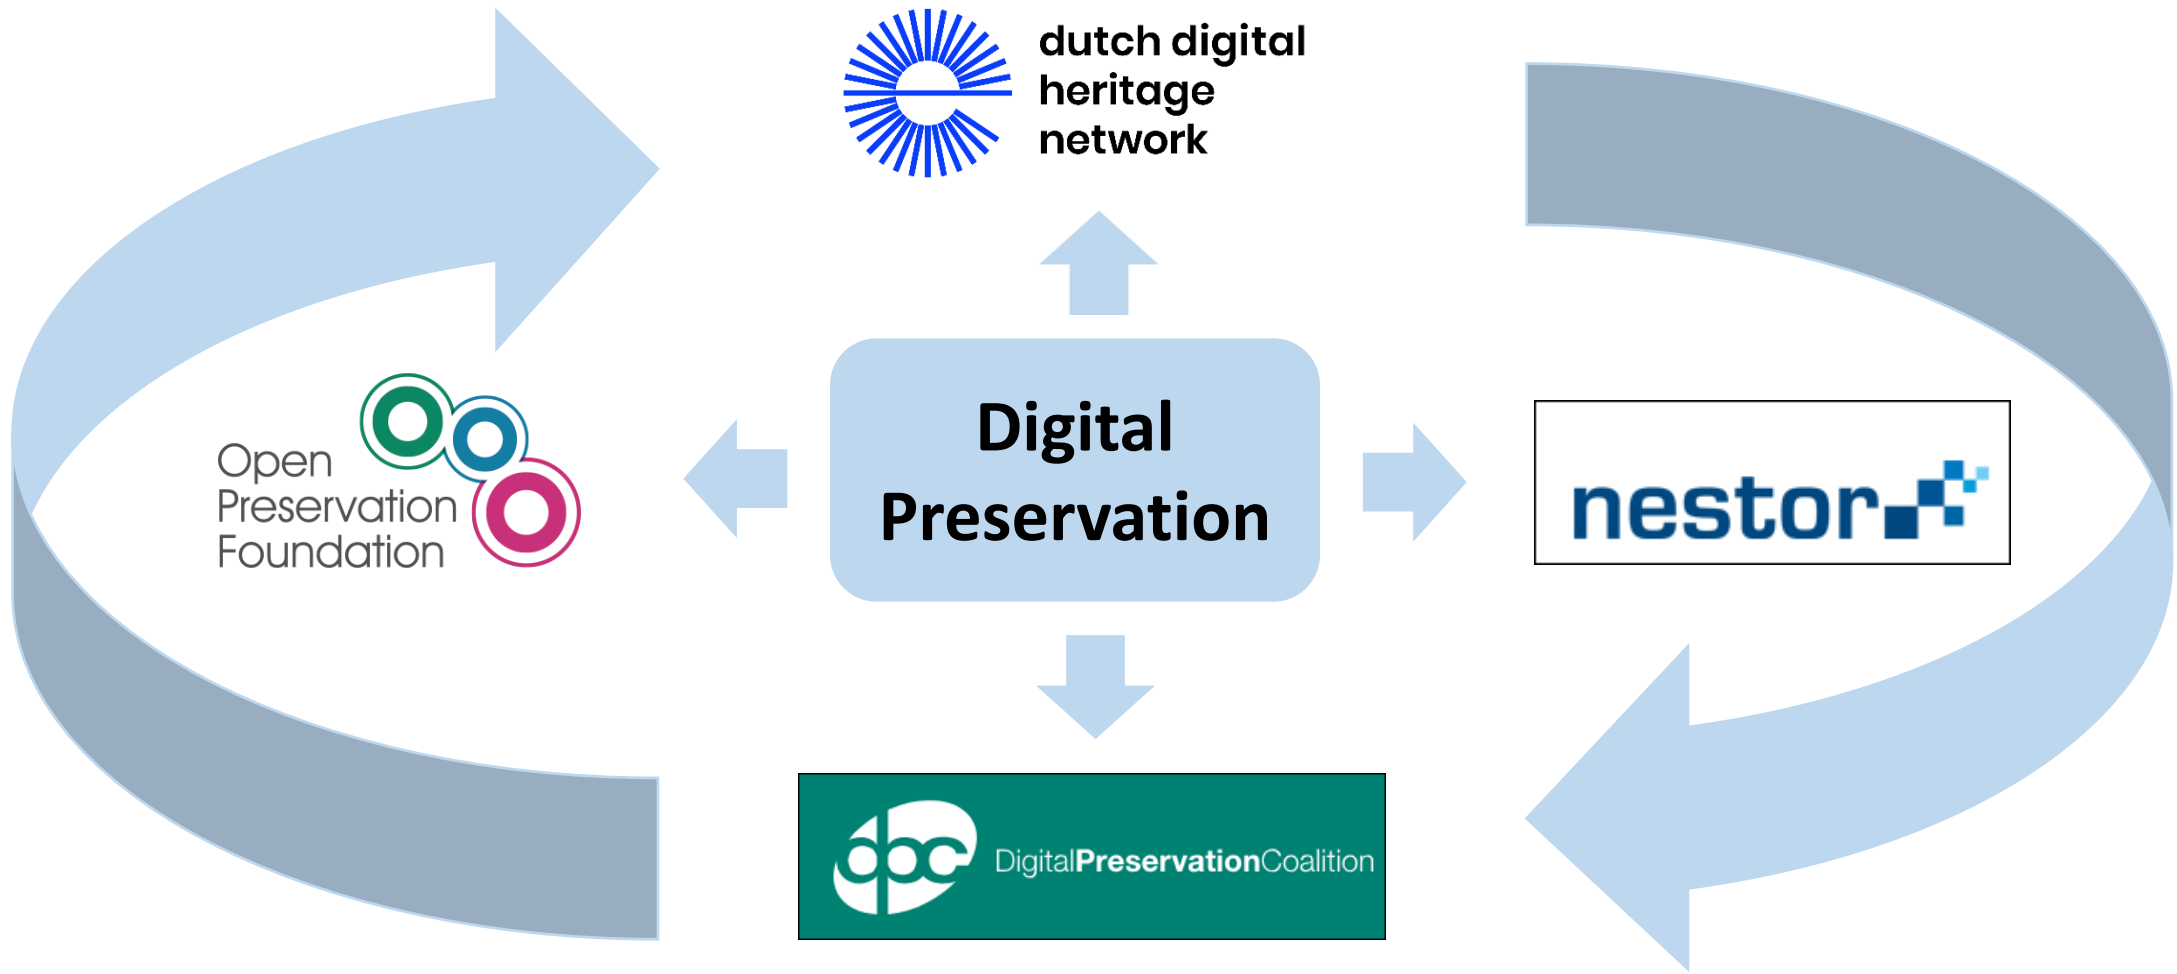 dutch digital
heritage
network
Open
Preservation
Foundation
Digital
Preservation
nestor
dpc
DigitalPreservationCoalition